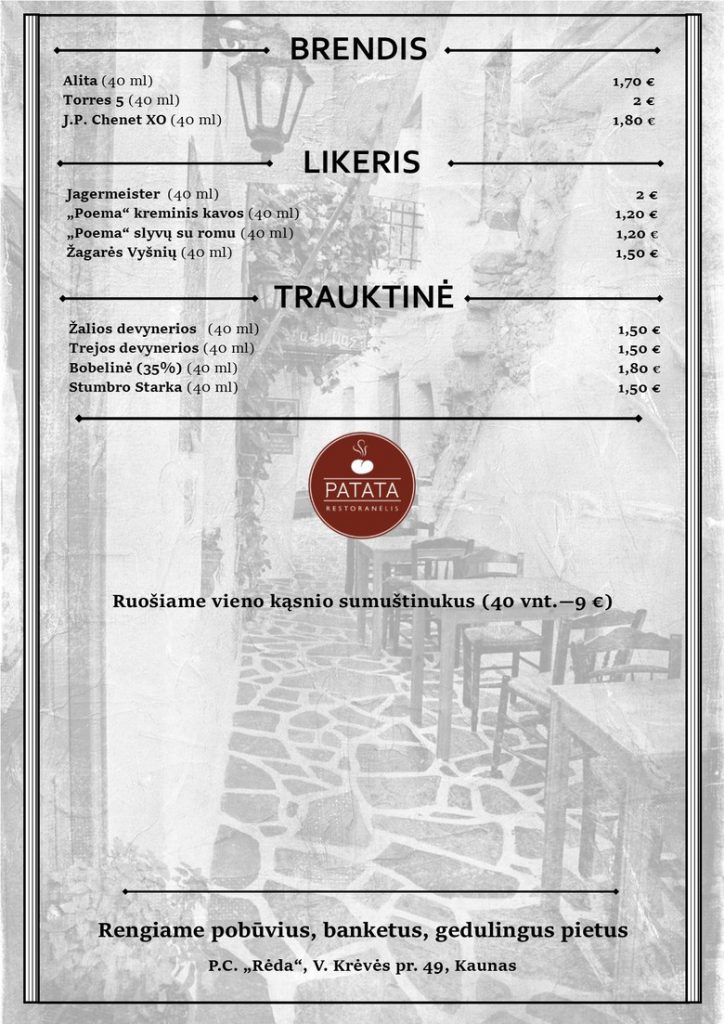 BRENDIS
Alita (40 ml) 1,70 €
Torres 5 (40 ml) 2 €
J.P. Chenet XO (40 ml) 1,80 €
LIKERIS
Jagermeister (40 ml) 2 €
„Poema“ kreminis kavos (40 ml) 1,20 €
„Poema“ slyvų su romu (40 ml) 1,20 €
Žagarės Vyšnių (40 ml) 1,50 €
TRAUKTINĖ
Žalios devynerios (40 ml) 1,50 €
Trejos devynerios (40 ml) 1,50 €
Bobelinė (35%) (40 ml) 1,80 €
Stumbro Starka (40 ml) 1,50 €
PATATA
RESTORANĖLIS
Ruošiame vieno kąsnio sumuštinukus (40 vnt.—9 €)
Rengiame pobūvius, banketus, gedulingus pietus
P.C. „Rėda“, V. Krėvės pr. 49, Kaunas